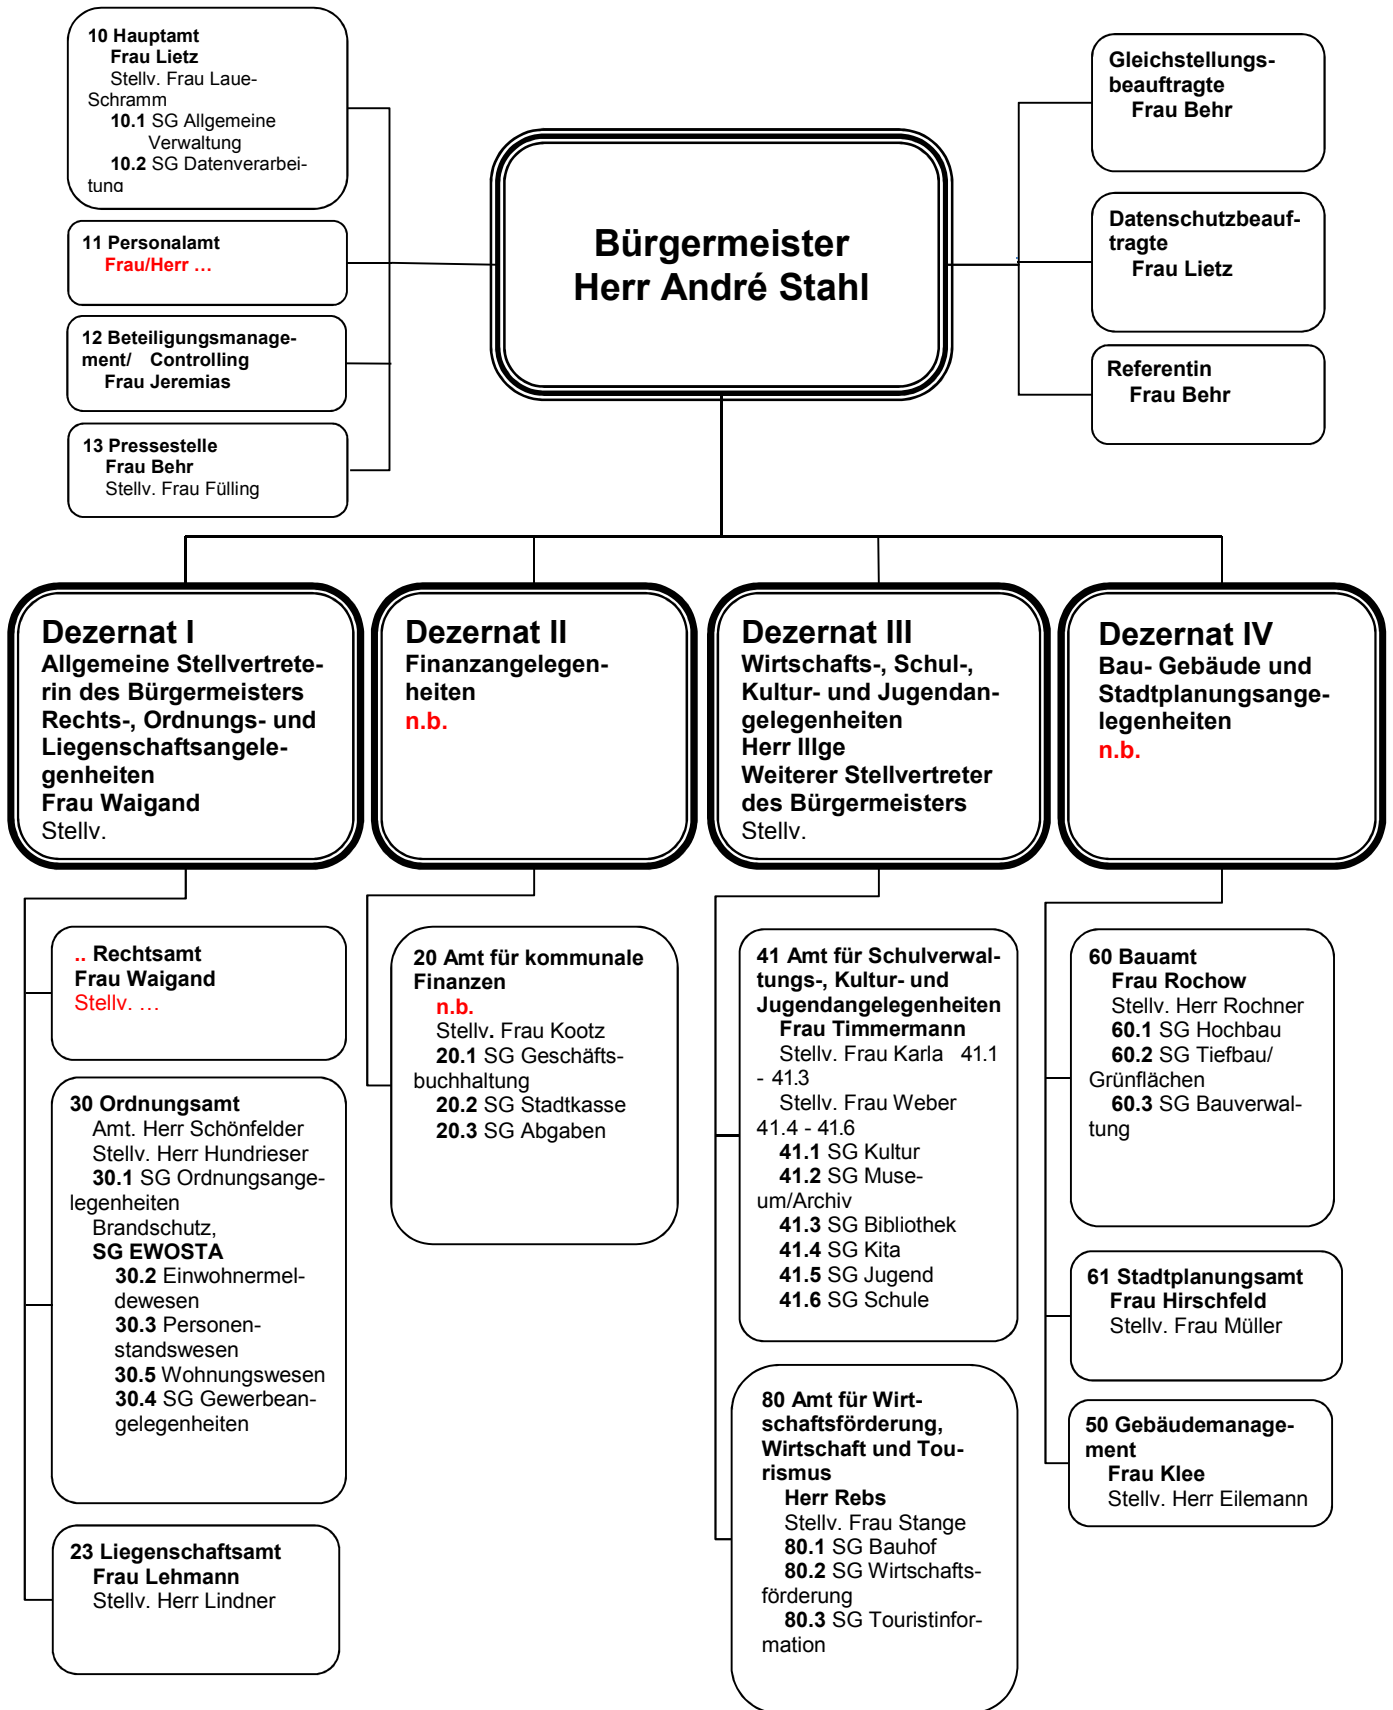 10 Hauptamt
Frau Lietz
Stellv. Frau Laue-
Schramm
10.1 SG Allgemeine
Verwaltung
10.2 SG Datenverarbei-
tung
11 Personalamt
Frau/Herr …
12 Beteiligungsmanage-
ment/ Controlling
Frau Jeremias
13 Pressestelle
Frau Behr
Stellv. Frau Fülling
Bürgermeister
Herr André Stahl
Gleichstellungs-
beauftragte
Frau Behr
Datenschutzbeauf-
tragte
Frau Lietz
Referentin
Frau Behr
Dezernat I
Allgemeine Stellvertrete-
rin des Bürgermeisters
Rechts-, Ordnungs- und
Liegenschaftsangele-
genheiten
Frau Waigand
Stellv.
Dezernat II
Finanzangelegen-
heiten
n.b.
Dezernat III
Wirtschafts-, Schul-,
Kultur- und Jugendan-
gelegenheiten
Herr Illge
Weiterer Stellvertreter
des Bürgermeisters
Stellv.
Dezernat IV
Bau- Gebäude und
Stadtplanungsange-
legenheiten
n.b.
.. Rechtsamt
Frau Waigand
Stellv. …
30 Ordnungsamt
Amt. Herr Schönfelder
Stellv. Herr Hundrieser
30.1 SG Ordnungsange-
legenheiten
Brandschutz,
SG EWOSTA
30.2 Einwohnermel-
dewesen
30.3 Personen-
standswesen
30.5 Wohnungswesen
30.4 SG Gewerbean-
gelegenheiten
23 Liegenschaftsamt
Frau Lehmann
Stellv. Herr Lindner
20 Amt für kommunale
Finanzen
n.b.
Stellv. Frau Kootz
20.1 SG Geschäfts-
buchhaltung
20.2 SG Stadtkasse
20.3 SG Abgaben
41 Amt für Schulverwal-
tungs-, Kultur- und
Jugendangelegenheiten
Frau Timmermann
Stellv. Frau Karla 41.1
- 41.3
Stellv. Frau Weber
41.4 - 41.6
41.1 SG Kultur
41.2 SG Muse-
um/Archiv
41.3 SG Bibliothek
41.4 SG Kita
41.5 SG Jugend
41.6 SG Schule
80 Amt für Wirt-
schaftsförderung,
Wirtschaft und Tou-
rismus
Herr Rebs
Stellv. Frau Stange
80.1 SG Bauhof
80.2 SG Wirtschafts-
förderung
80.3 SG Touristinfor-
mation
60 Bauamt
Frau Rochow
Stellv. Herr Rochner
60.1 SG Hochbau
60.2 SG Tiefbau/
Grünflächen
60.3 SG Bauverwal-
tung
61 Stadtplanungsamt
Frau Hirschfeld
Stellv. Frau Müller
50 Gebäudemanage-
ment
Frau Klee
Stellv. Herr Eilemann